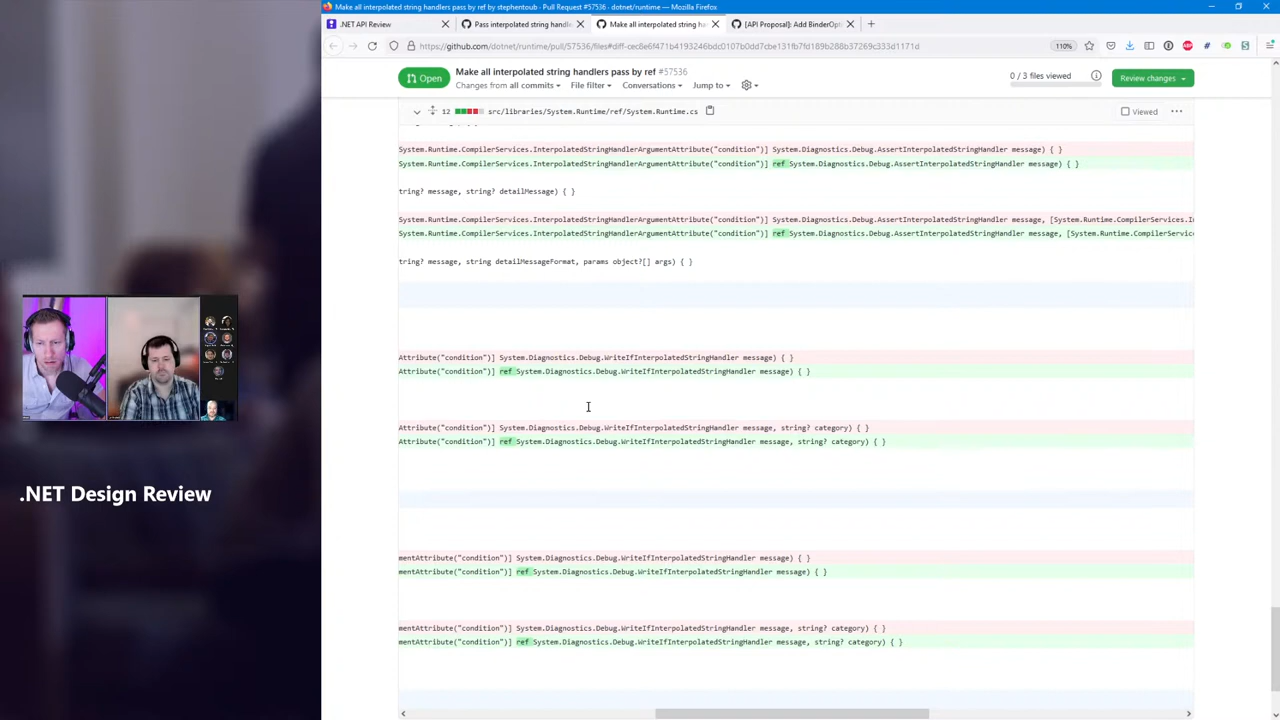 Make all interpolated string handlers pass by ref by stephentoub · Pull Request #57536 · dotnet/runtime — Mozilla Firefox
.NET API Review
Pass interpolated string handle
Make all interpolated string ha
[API Proposal]: Add BinderOpt
https://github.com/dotnet/runtime/pull/57536/files#diff-cec8e6f471b4193246bdc0107b0dd7cbe131fb7fd189b288b37269c333d1171d
110%
Open
Make all interpolated string handlers pass by ref #57536
Changes from all commits
File filter
Conversations
Jump to
0 / 3 files viewed
Review changes
12 src/libraries/System.Runtime/ref/System.Runtime.cs
Viewed
System.Runtime.CompilerServices.InterpolatedStringHandlerArgumentAttribute("condition")] System.Diagnostics.Debug.AssertInterpolatedStringHandler message) { }
System.Runtime.CompilerServices.InterpolatedStringHandlerArgumentAttribute("condition")] ref System.Diagnostics.Debug.AssertInterpolatedStringHandler message) { }
tring? message, string? detailMessage) { }
System.Runtime.CompilerServices.InterpolatedStringHandlerArgumentAttribute("condition")] System.Diagnostics.Debug.AssertInterpolatedStringHandler message, [System.Runtime.CompilerServices.In
System.Runtime.CompilerServices.InterpolatedStringHandlerArgumentAttribute("condition")] ref System.Diagnostics.Debug.AssertInterpolatedStringHandler message, [System.Runtime.CompilerServic
tring? message, string detailMessageFormat, params object?[] args) { }
Attribute("condition")] System.Diagnostics.Debug.WriteIfInterpolatedStringHandler message) { }
Attribute("condition")] ref System.Diagnostics.Debug.WriteIfInterpolatedStringHandler message) { }
Attribute("condition")] System.Diagnostics.Debug.WriteIfInterpolatedStringHandler message, string? category) { }
Attribute("condition")] ref System.Diagnostics.Debug.WriteIfInterpolatedStringHandler message, string? category) { }
.NET Design Review
mentAttribute("condition")] System.Diagnostics.Debug.WriteIfInterpolatedStringHandler message) { }
mentAttribute("condition")] ref System.Diagnostics.Debug.WriteIfInterpolatedStringHandler message) { }
mentAttribute("condition")] System.Diagnostics.Debug.WriteIfInterpolatedStringHandler message, string? category) { }
mentAttribute("condition")] ref System.Diagnostics.Debug.WriteIfInterpolatedStringHandler message, string? category) { }